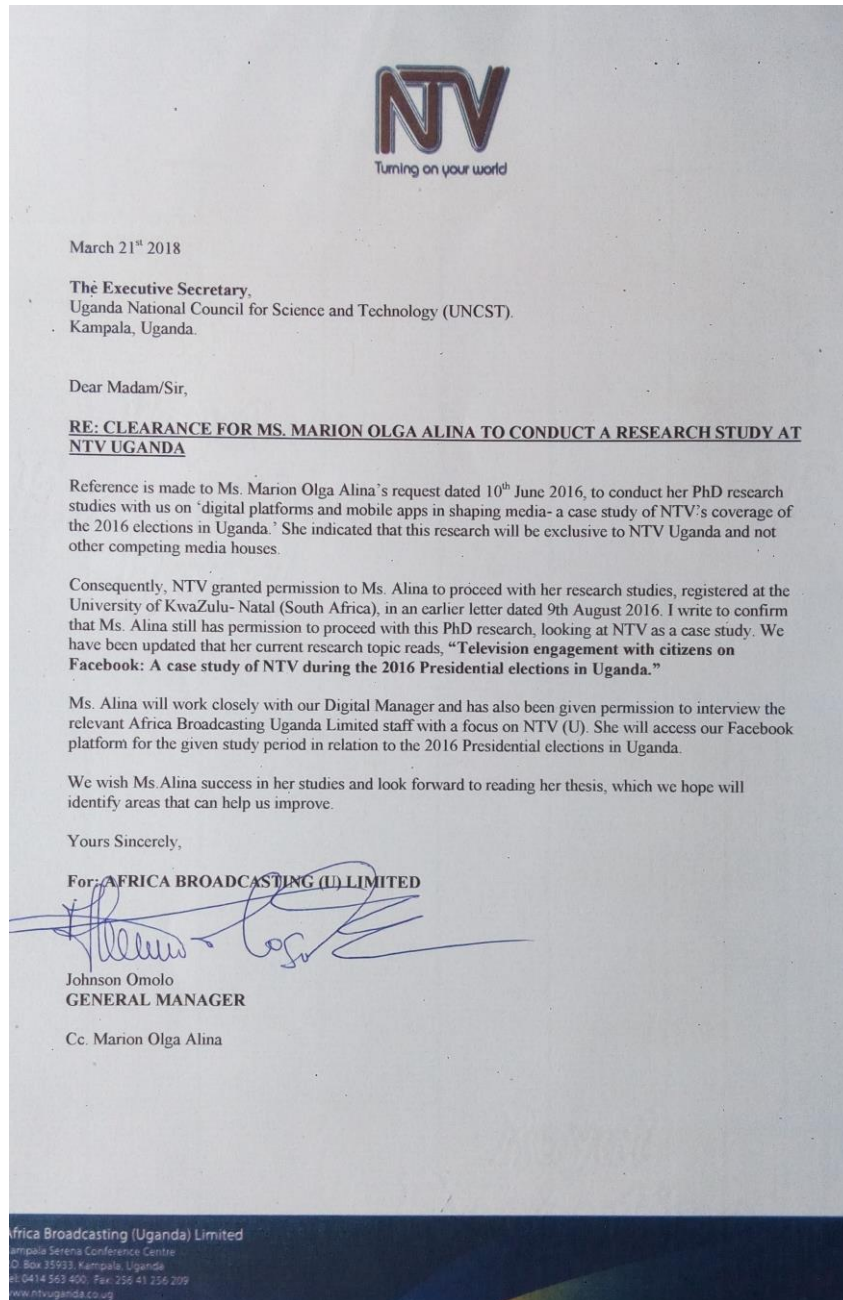 NTV
Turning on your world
March 21st 2018
The Executive Secretary,
Uganda National Council for Science and Technology (UNCST).
Kampala, Uganda.
Dear Madam/Sir,
RE: CLEARANCE FOR MS. MARION OLGA ALINA TO CONDUCT A RESEARCH STUDY AT
NTV UGANDA
Reference is made to Ms. Marion Olga Alina's request dated 10th June 2016, to conduct her PhD research
studies with us on 'digital platforms and mobile apps in shaping media- a case study of NTV's coverage of
the 2016 elections in Uganda.' She indicated that this research will be exclusive to NTV Uganda and not
other competing media houses.
Consequently, NTV granted permission to Ms. Alina to proceed with her research studies, registered at the
University of KwaZulu- Natal (South Africa), in an earlier letter dated 9th August 2016. I write to confirm
that Ms. Alina still has permission to proceed with this PhD research, looking at NTV as a case study. We
have been updated that her current research topic reads, "Television engagement with citizens on
Facebook: A case study of NTV during the 2016 Presidential elections in Uganda."
Ms. Alina will work closely with our Digital Manager and has also been given permission to interview the
relevant Africa Broadcasting Uganda Limited staff with a focus on NTV (U). She will access our Facebook
platform for the given study period in relation to the 2016 Presidential elections in Uganda.
We wish Ms.Alina success in her studies and look forward to reading her thesis, which we hope will
identify areas that can help us improve.
Yours Sincerely,
For: AFRICA BROADCASTING (U) LIMITED
Johnson Omolo
GENERAL MANAGER
Cc. Marion Olga Alina
frica Broadcasting (Uganda) Limited
ampala Serena Conference Centre
O. Box 35933, Kampala, Uganda
el: 0414 563 400, Fax: 256 41 256 209
www.ntvuganda.co.ug